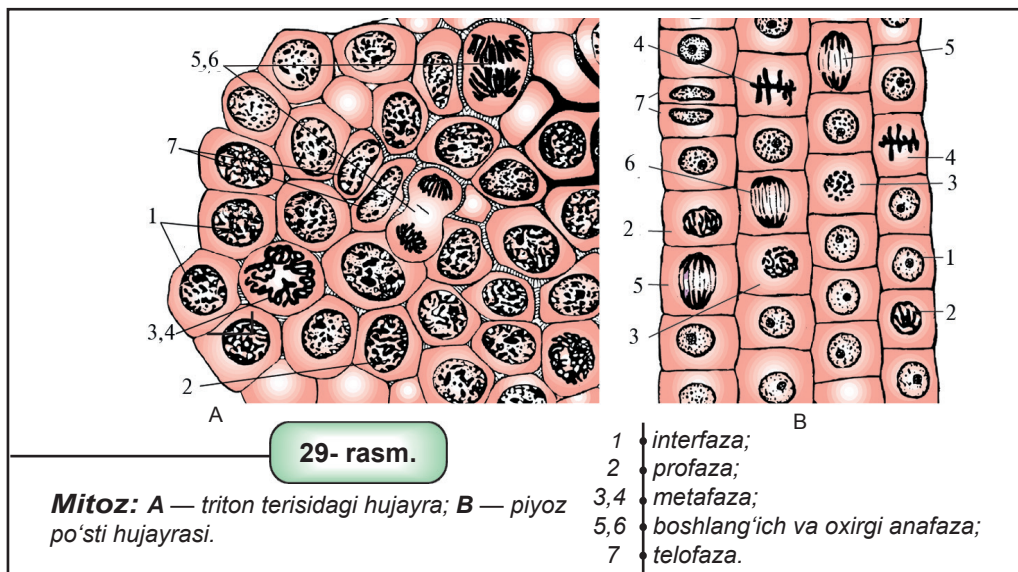 5,6
7
1
3,4
2
A
4
7
6
2
5
3
5
4
3
1
2
B
29- rasm.
Mitoz: A — triton terisidagi hujayra; B — piyoz
po‘sti hujayrasi.
1 interfaza;
2 profaza;
3,4 metafaza;
5,6 boshlang‘ich va oxirgi anafaza;
7 telofaza.